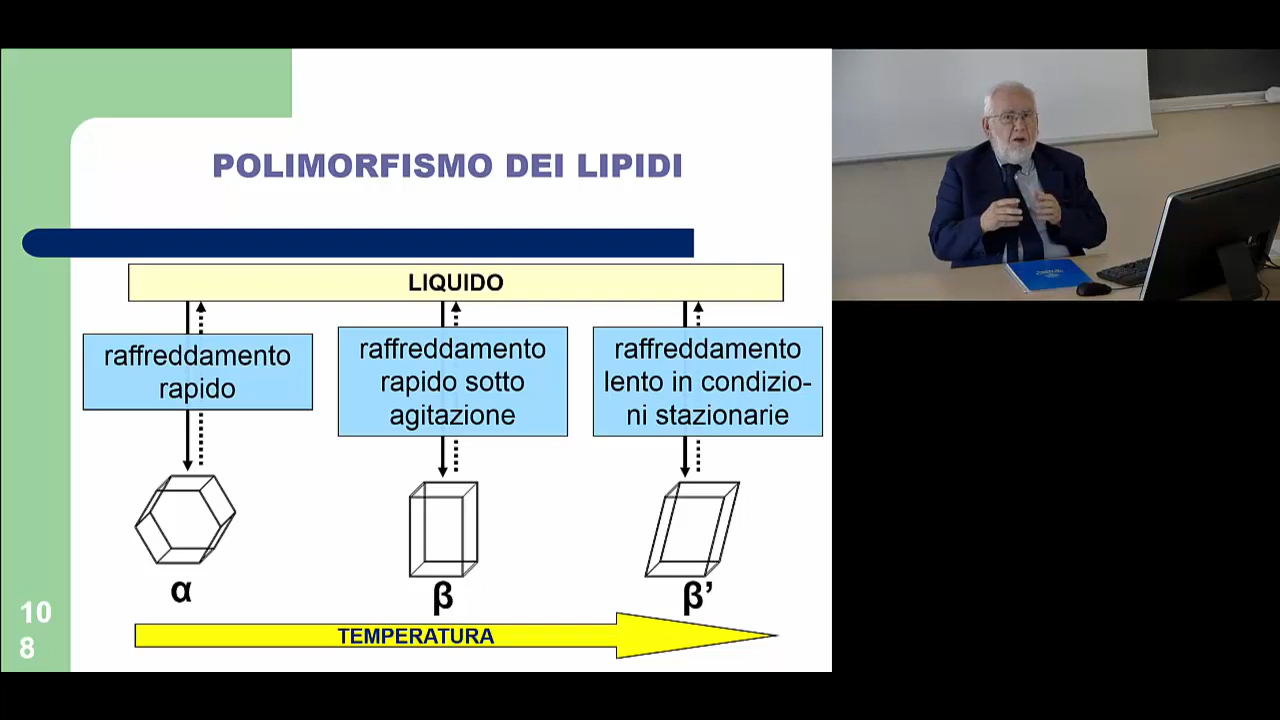 POLIMORFISMO DEI LIPIDI
LIQUIDO
raffreddamento
rapido
raffreddamento
rapido sotto
agitazione
raffreddamento
lento in condizio-
ni stazionarie
α
β
β’
TEMPERATURA
10
8